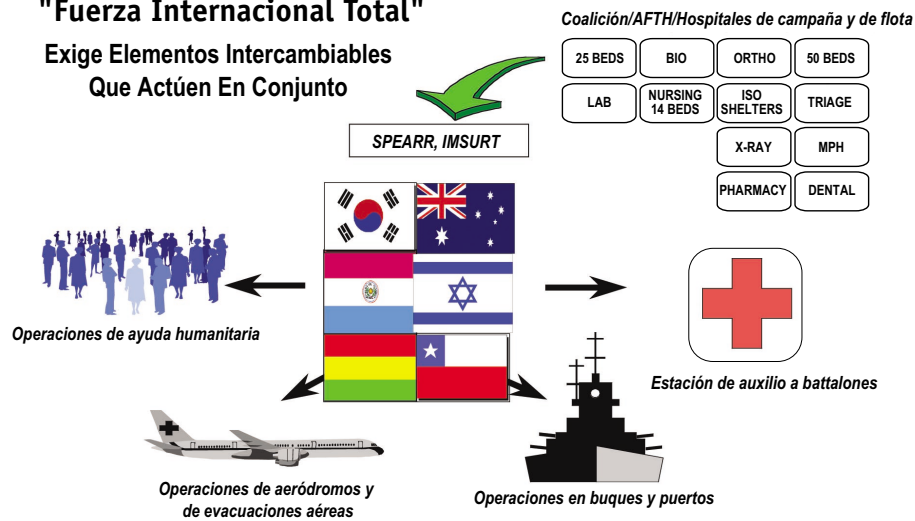 "Fuerza Internacional Total"
Exige Elementos Intercambiables
Que Actúen En Conjunto
Coalición/AFTH/Hospitales de campaña y de flota
25 BEDS
BIO
ORTHO
50 BEDS
LAB
NURSING
14 BEDS
ISO
SHELTERS
TRIAGE
X-RAY
MPH
PHARMACY
DENTAL
SPEARR, IMSURT
Operaciones de ayuda humanitaria
Estación de auxilio a battalones
Operaciones de aeródromos y
de evacuaciones aéreas
Operaciones en buques y puertos